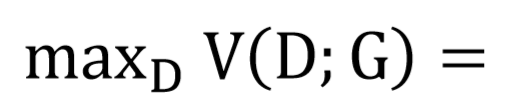 max_D V(D; G) =